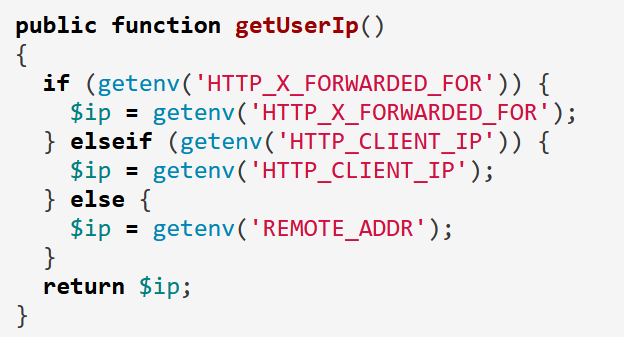 public function getUserIp()
{
  if (getenv('HTTP_X_FORWARDED_FOR')) {
    $ip = getenv('HTTP_X_FORWARDED_FOR');
  } elseif (getenv('HTTP_CLIENT_IP')) {
    $ip = getenv('HTTP_CLIENT_IP');
  } else {
    $ip = getenv('REMOTE_ADDR');
  }
  return $ip;
}